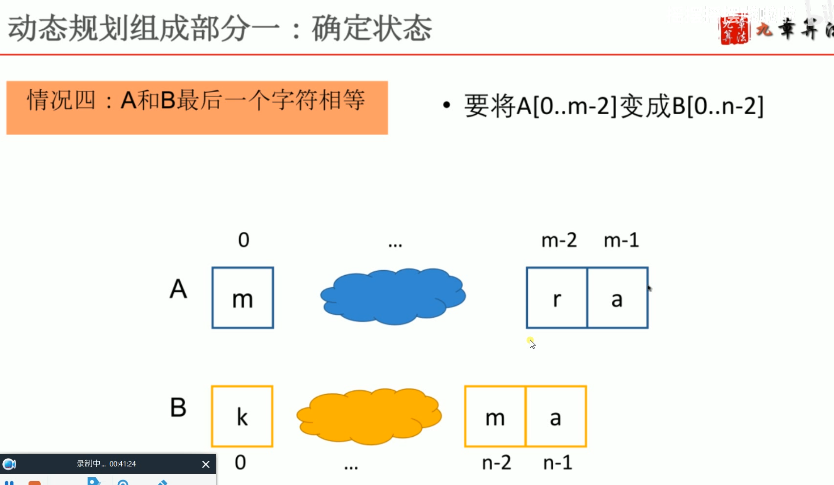 动态规划组成部分一：确定状态
九章算法
情况四：A和B最后一个字符相等
• 要将A[0..m-2]变成B[0..n-2]
0 ... m-2 m-1
A m r a
B k m a
0 ... n-2 n-1
录制中... 00:41:24